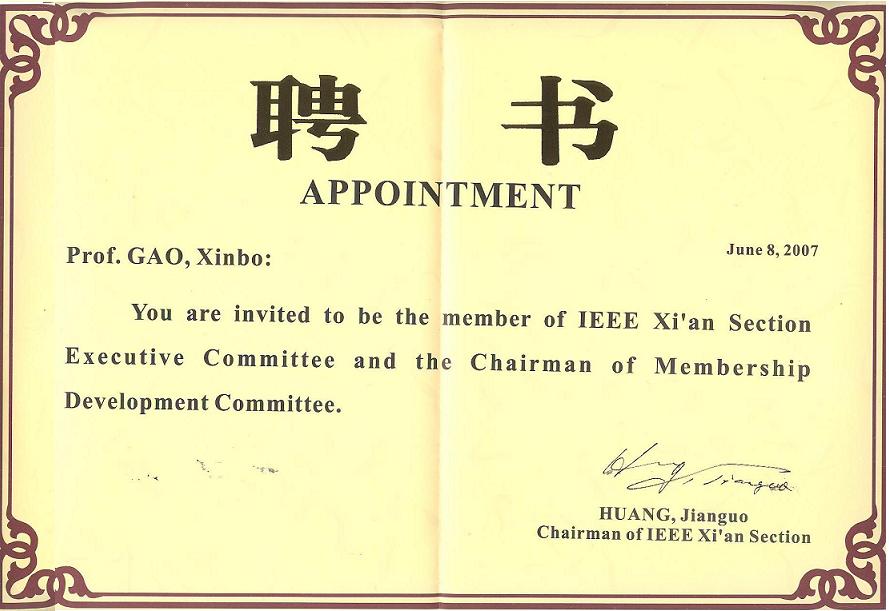 聘 书
APPOINTMENT
Prof. GAO, Xinbo:
June 8, 2007
You are invited to be the member of IEEE Xi'an Section
Executive Committee and the Chairman of Membership
Development Committee.
Huang, Jianguo
HUANG, Jianguo
Chairman of IEEE Xi'an Section